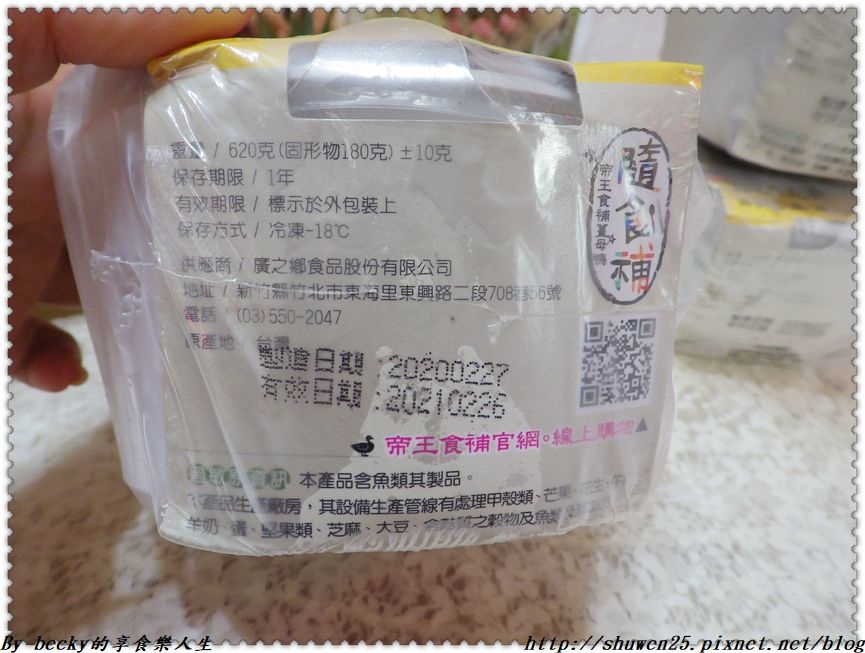 重量 / 620克(固形物180克) ±10克
保存期限 / 1年
有效期限 / 標示於外包裝上
保存方式 / 冷凍-18℃
供應商 / 廣之鄉食品股份有限公司
地址 / 新竹縣竹北市東海里東興路二段708巷56號
電話 / (03)550-2047
原產地 / 台灣
製造日期 :20200227
有效日期 :20210226
隨食補
帝王食補薑母鴨
帝王食補官網。線上購物
過敏原資訊 本產品含魚類其製品。
本產品生產廠房，其設備生產管線有處理甲殼類、芒果、花生、牛
羊奶、蛋、堅果類、芝麻、大豆、含麩質之穀物及魚類
By becky的享食樂人生
http://shuwen25.pixnet.net/blog